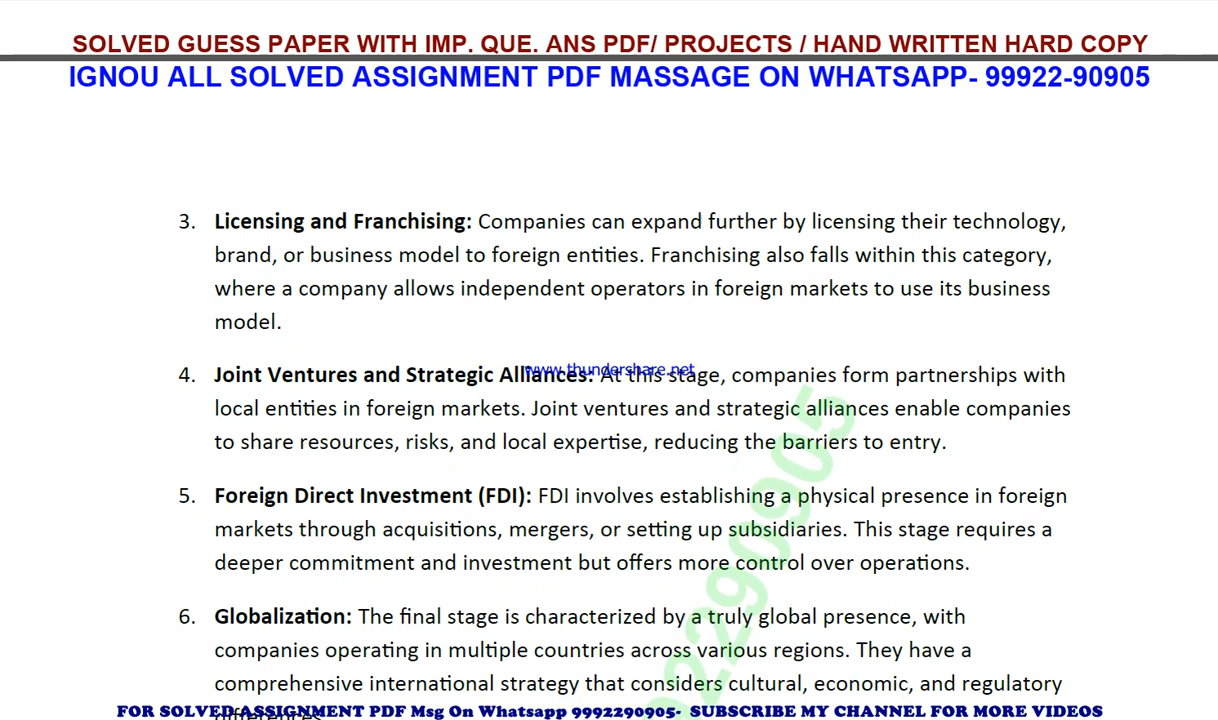 SOLVED GUESS PAPER WITH IMP. QUE. ANS PDF/ PROJECTS / HAND WRITTEN HARD COPY
IGNOU ALL SOLVED ASSIGNMENT PDF MASSAGE ON WHATSAPP- 99922-90905
3. Licensing and Franchising: Companies can expand further by licensing their technology,
brand, or business model to foreign entities. Franchising also falls within this category,
where a company allows independent operators in foreign markets to use its business
model.
www.thundershare.net
4. Joint Ventures and Strategic Alliances: At this stage, companies form partnerships with
local entities in foreign markets. Joint ventures and strategic alliances enable companies
to share resources, risks, and local expertise, reducing the barriers to entry.
5. Foreign Direct Investment (FDI): FDI involves establishing a physical presence in foreign
markets through acquisitions, mergers, or setting up subsidiaries. This stage requires a
deeper commitment and investment but offers more control over operations.
6. Globalization: The final stage is characterized by a truly global presence, with
companies operating in multiple countries across various regions. They have a
comprehensive international strategy that considers cultural, economic, and regulatory
differences.
92290905
FOR SOLVED ASSIGNMENT PDF Msg On Whatsapp 9992290905- SUBSCRIBE MY CHANNEL FOR MORE VIDEOS